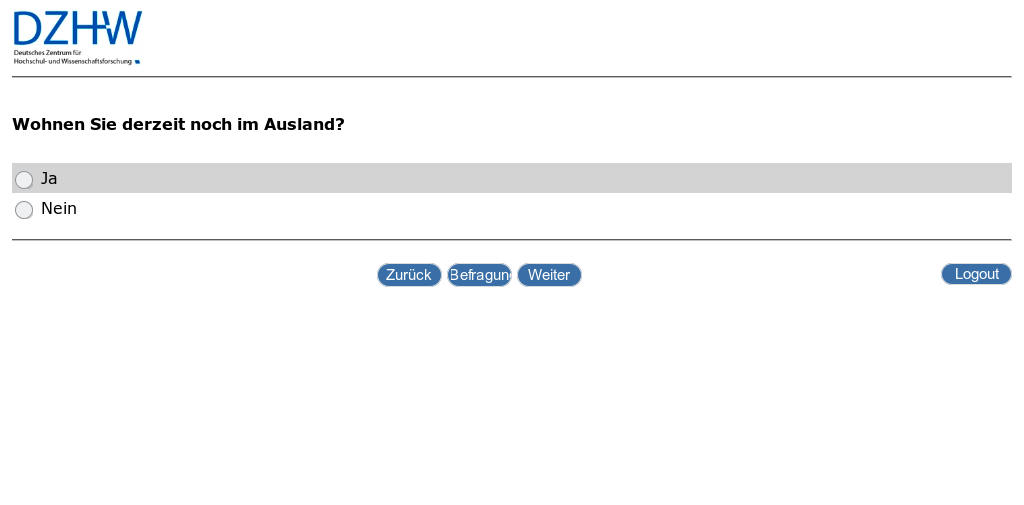 DZHW
Deutsches Zentrum für
Hochschul- und Wissenschaftsforschung
Wohnen Sie derzeit noch im Ausland?
Ja
Nein
Zurück Befragung Weiter Logout